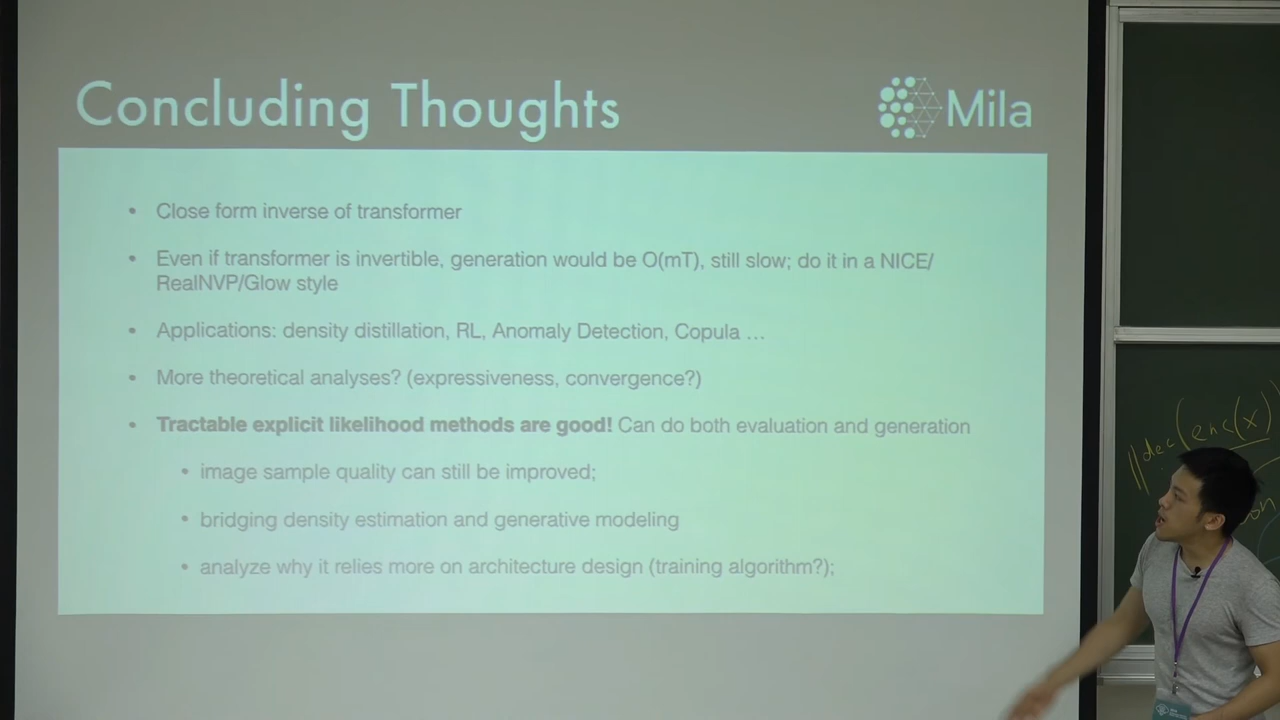 Concluding Thoughts
Mila
• Close form inverse of transformer
• Even if transformer is invertible, generation would be O(mT), still slow; do it in a NICE/
RealNVP/Glow style
• Applications: density distillation, RL, Anomaly Detection, Copula ...
• More theoretical analyses? (expressiveness, convergence?)
• Tractable explicit likelihood methods are good! Can do both evaluation and generation
• image sample quality can still be improved;
• bridging density estimation and generative modeling
• analyze why it relies more on architecture design (training algorithm?);
||dec(enc(x))